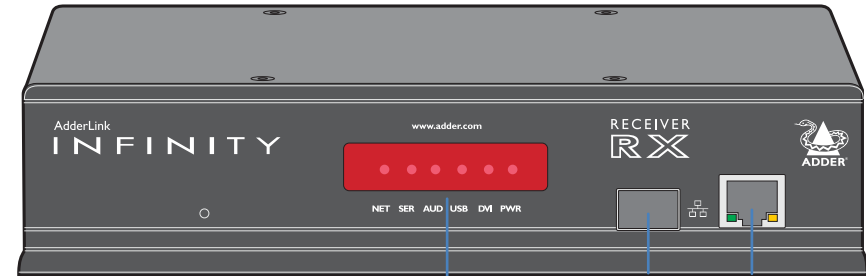 AdderLink
INFINITY
www.adder.com
NET SER AUD USB DVI PWR
RECEIVER
RX
ADDER®